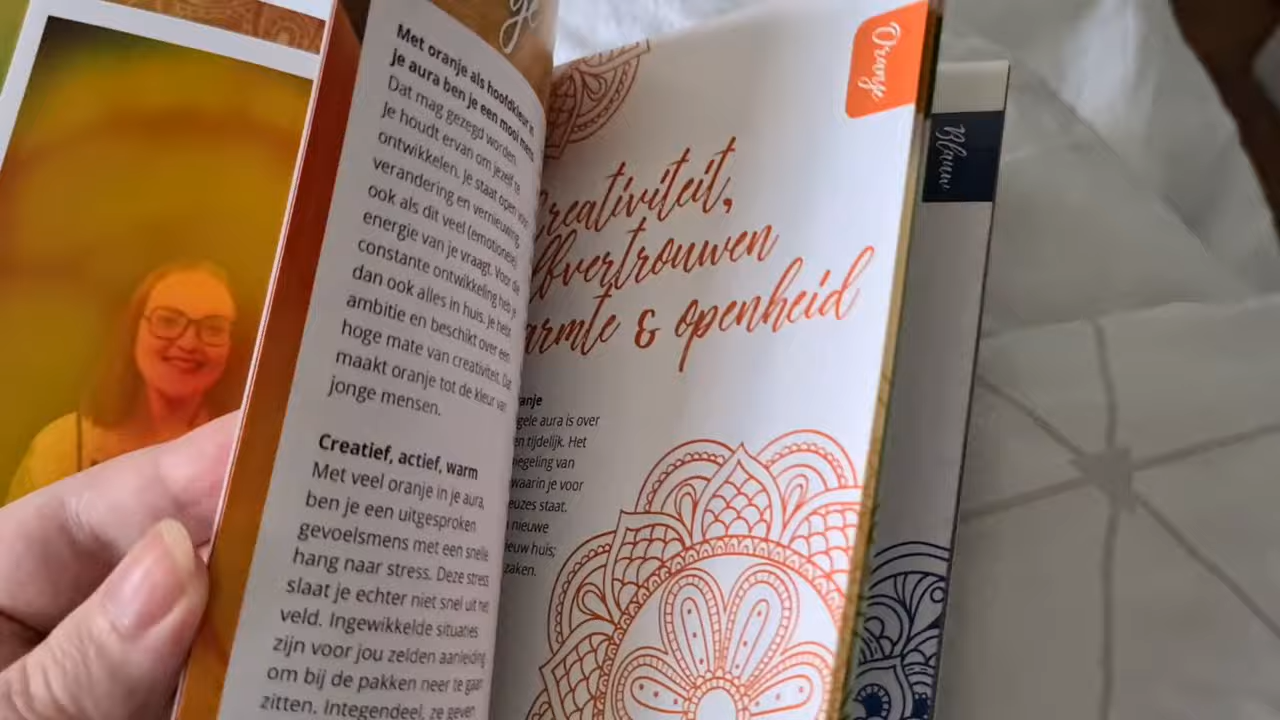 je
Met oranje als hoofdkleur in
je aura ben je een mooi mens
Dat mag gezegd worden.
Je houdt ervan om jezelf te
ontwikkelen. Je staat open voor
verandering en vernieuwing,
ook als dit veel (emotionele)
energie van je vraagt. Voor die
constante ontwikkeling heb je
dan ook alles in huis. Je hebt
ambitie en beschikt over een
hoge mate van creativiteit. Dat
maakt oranje tot de kleur van
jonge mensen.
Creatief, actief, warm
Met veel oranje in je aura,
ben je een uitgesproken
gevoelsmens met een snelle
hang naar stress. Deze stress
slaat je echter niet snel uit het
veld. Ingewikkelde situaties
zijn voor jou zelden aanleiding
om bij de pakken neer te gaan
zitten. Integendeel, ze geven
Oranje
reativiteit,
lfvertrouwen
armte & openheid
ranje
gele aura is over
en tijdelijk. Het
iegeling van
waarin je voor
euzes staat.
nieuwe
ieuw huis;
zaken.
Blauw